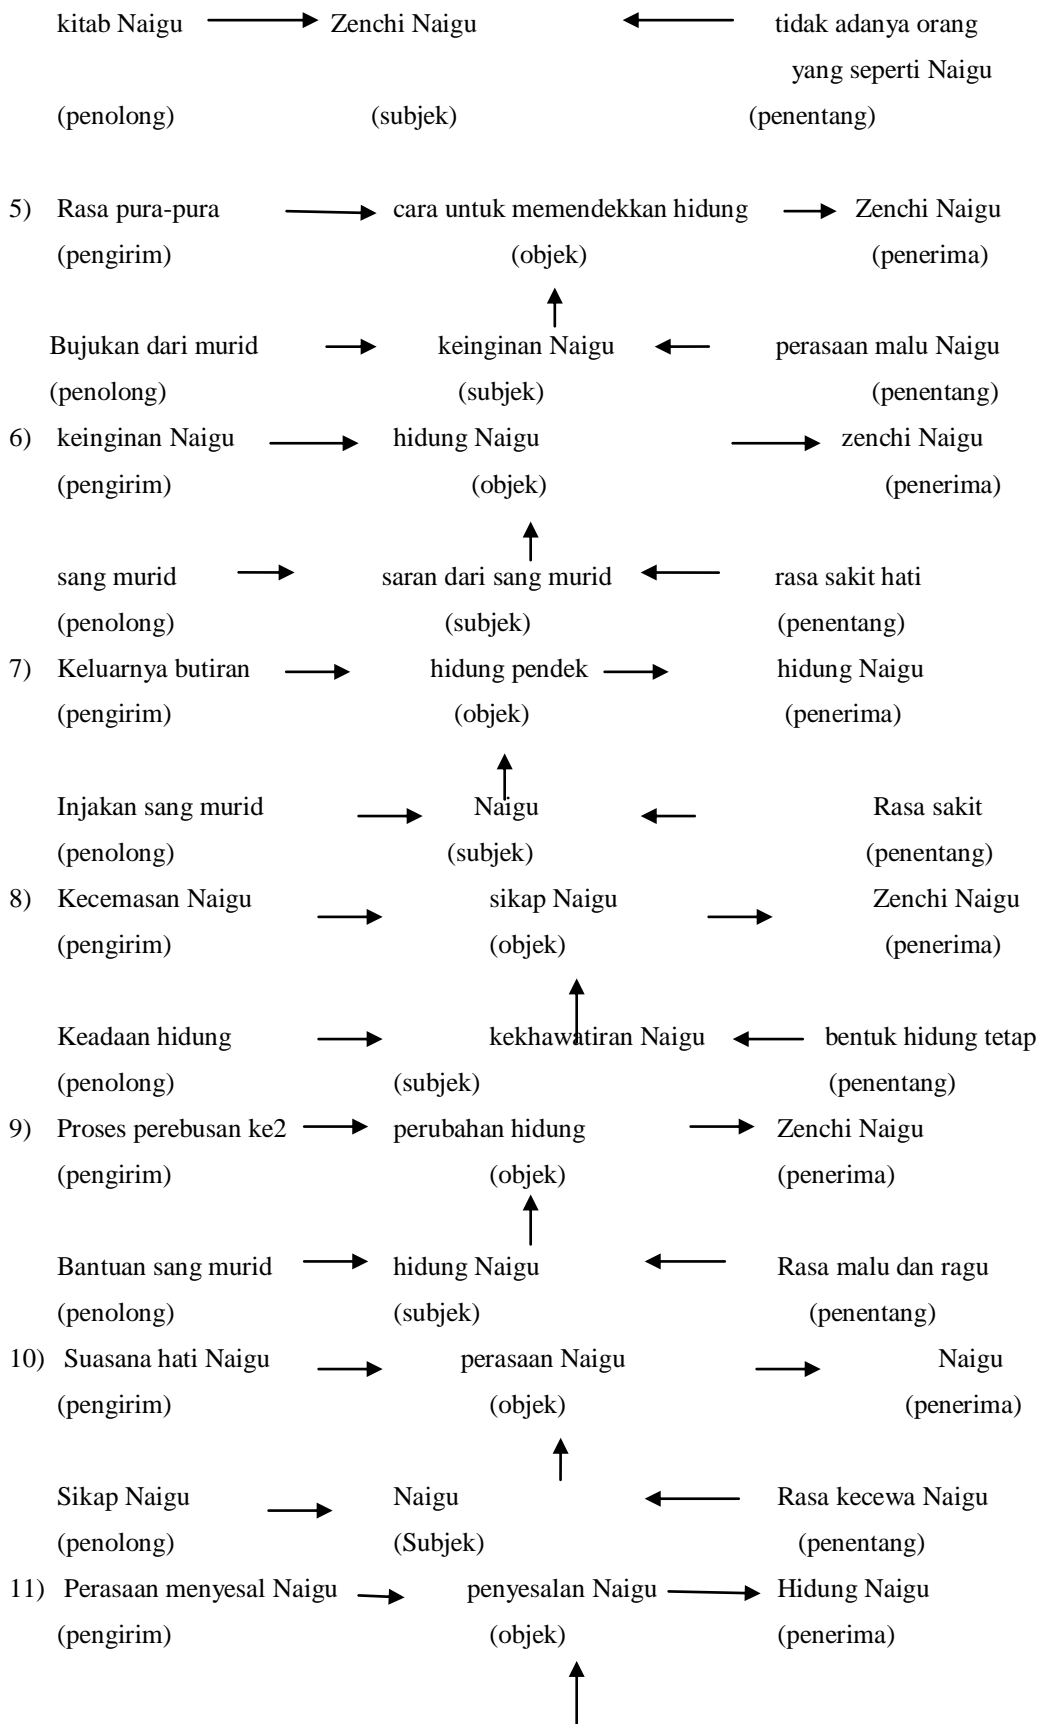 kitab Naigu Zenchi Naigu tidak adanya orang
yang seperti Naigu
(penolong) (subjek) (penentang)
5) Rasa pura-pura cara untuk memendekkan hidung Zenchi Naigu
(pengirim) (objek) (penerima)
Bujukan dari murid keinginan Naigu perasaan malu Naigu
(penolong) (subjek) (penentang)
6) keinginan Naigu hidung Naigu zenchi Naigu
(pengirim) (objek) (penerima)
sang murid saran dari sang murid rasa sakit hati
(penolong) (subjek) (penentang)
7) Keluarnya butiran hidung pendek hidung Naigu
(pengirim) (objek) (penerima)
Injakan sang murid Naigu Rasa sakit
(penolong) (subjek) (penentang)
8) Kecemasan Naigu sikap Naigu Zenchi Naigu
(pengirim) (objek) (penerima)
Keadaan hidung kekhawatiran Naigu bentuk hidung tetap
(penolong) (subjek) (penentang)
9) Proses perebusan ke2 perubahan hidung Zenchi Naigu
(pengirim) (objek) (penerima)
Bantuan sang murid hidung Naigu Rasa malu dan ragu
(penolong) (subjek) (penentang)
10) Suasana hati Naigu perasaan Naigu Naigu
(pengirim) (objek) (penerima)
Sikap Naigu Naigu Rasa kecewa Naigu
(penolong) (Subjek) (penentang)
11) Perasaan menyesal Naigu penyesalan Naigu Hidung Naigu
(pengirim) (objek) (penerima)